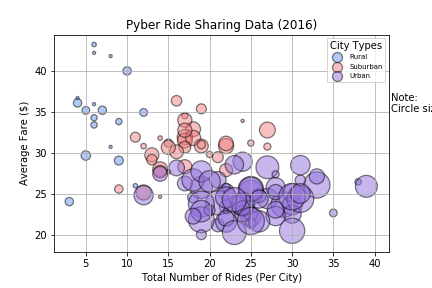 Pyber Ride Sharing Data (2016)
City Types
Rural
Suburban
Urban
Note:
Circle
40
35
30
25
20
Average Fare ($)
5 10 15 20 25 30 35 40
Total Number of Rides (Per City)